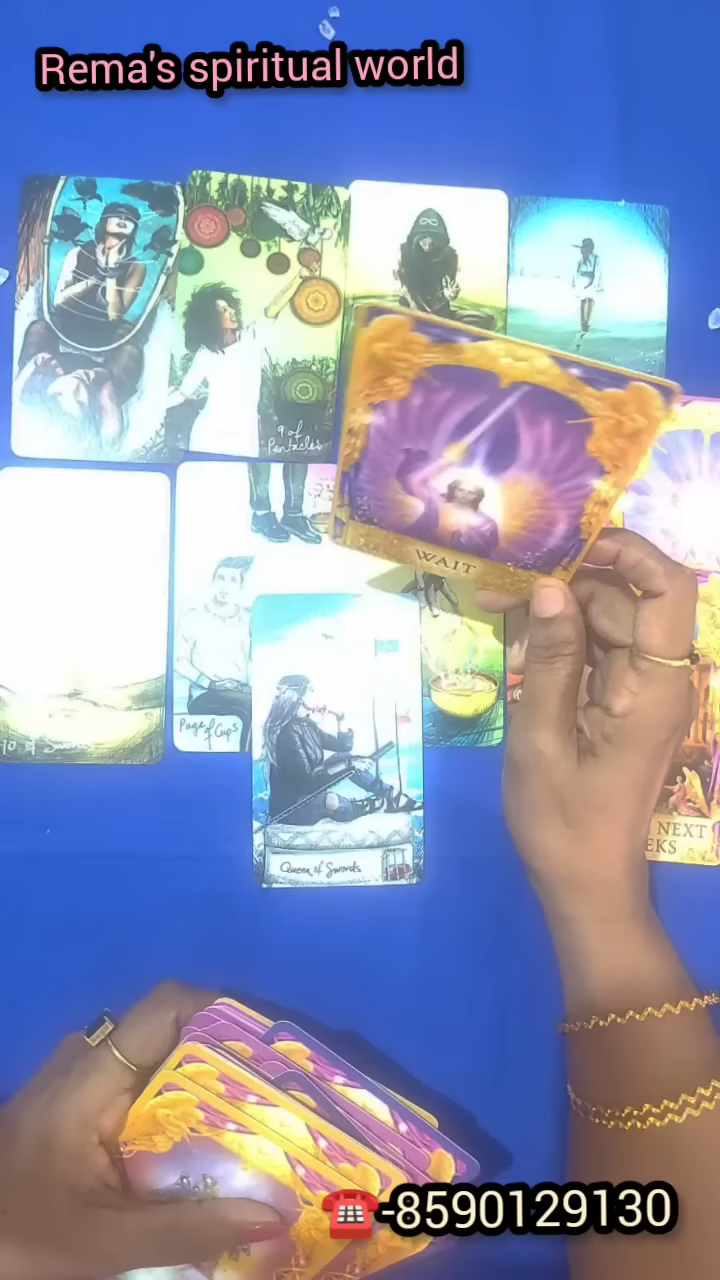 Rema's spiritual world
9 of
Pentacles
WAIT
10 of Swords
Page of
Cups
NEXT
EKS
Queen of Swords
☎️-8590129130